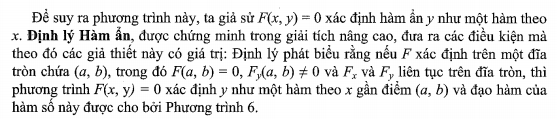 Để suy ra phương trình này, ta giả sử F(x, y) = 0 xác định hàm ẩn y như một hàm theo
x. Định lý Hàm ẩn, được chứng minh trong giải tích nâng cao, đưa ra các điều kiện mà
theo đó các giả thiết này có giá trị: Định lý phát biểu rằng nếu F xác định trên một đĩa
tròn chứa (a, b), trong đó F(a, b) = 0, Fy(a, b) ≠ 0 và Fx và Fy liên tục trên đĩa tròn, thì
phương trình F(x, y) = 0 xác định y như một hàm theo x gần điểm (a, b) và đạo hàm của
hàm số này được cho bởi Phương trình 6.